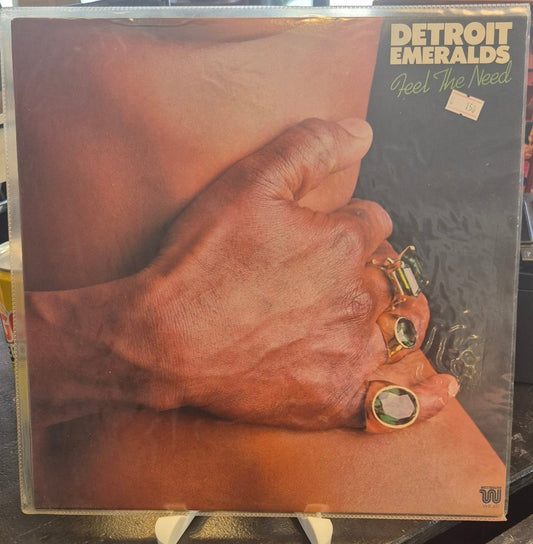 DETROIT
EMERALDS
Feel The Need